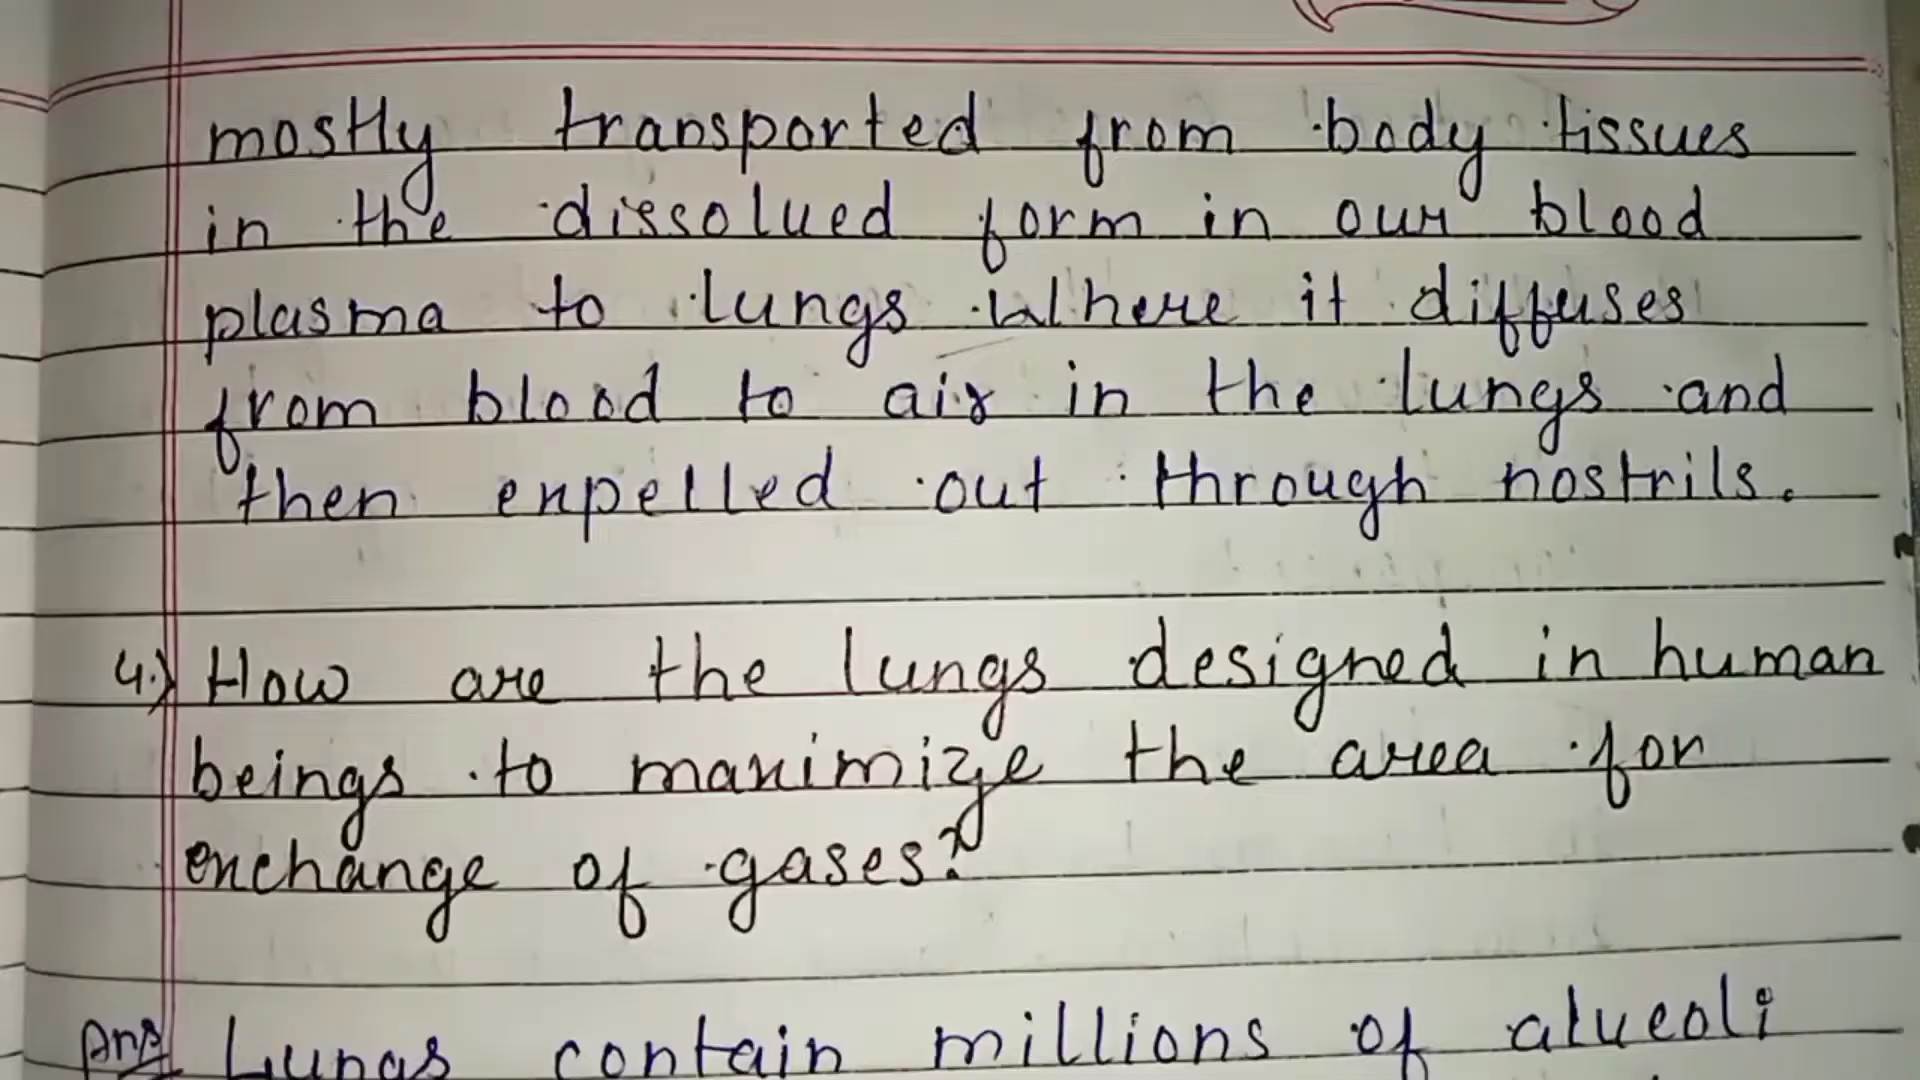 mostly transported from body tissues
in the dissolved form in our blood
plasma to lungs where it diffuses
from blood to air in the lungs and
then expelled out through nostrils.
4.) How are the lungs designed in human
beings to maximize the area for
exchange of gases?
Ans Lungs contain millions of alveoli